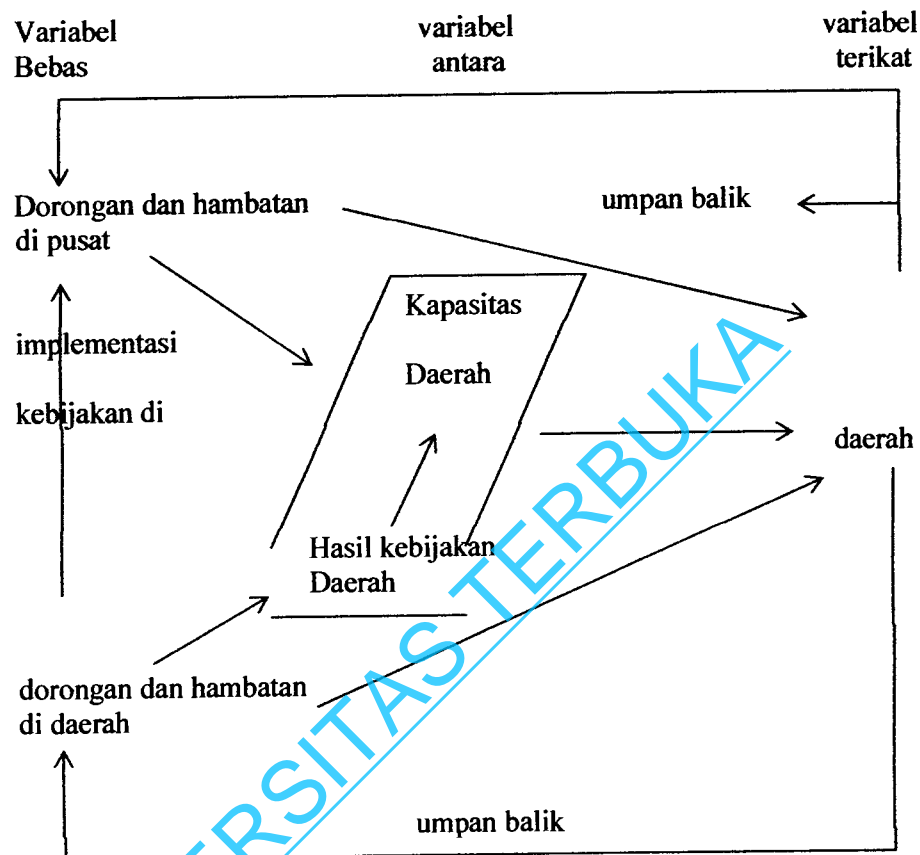 Variabel
Bebas
variabel
antara
variabel
terikat
Dorongan dan hambatan
di pusat
umpan balik
Kapasitas
implementasi
Daerah
kebijakan di
daerah
Hasil kebijakan
Daerah
dorongan dan hambatan
di daerah
umpan balik
ERSITAS TERBUKA